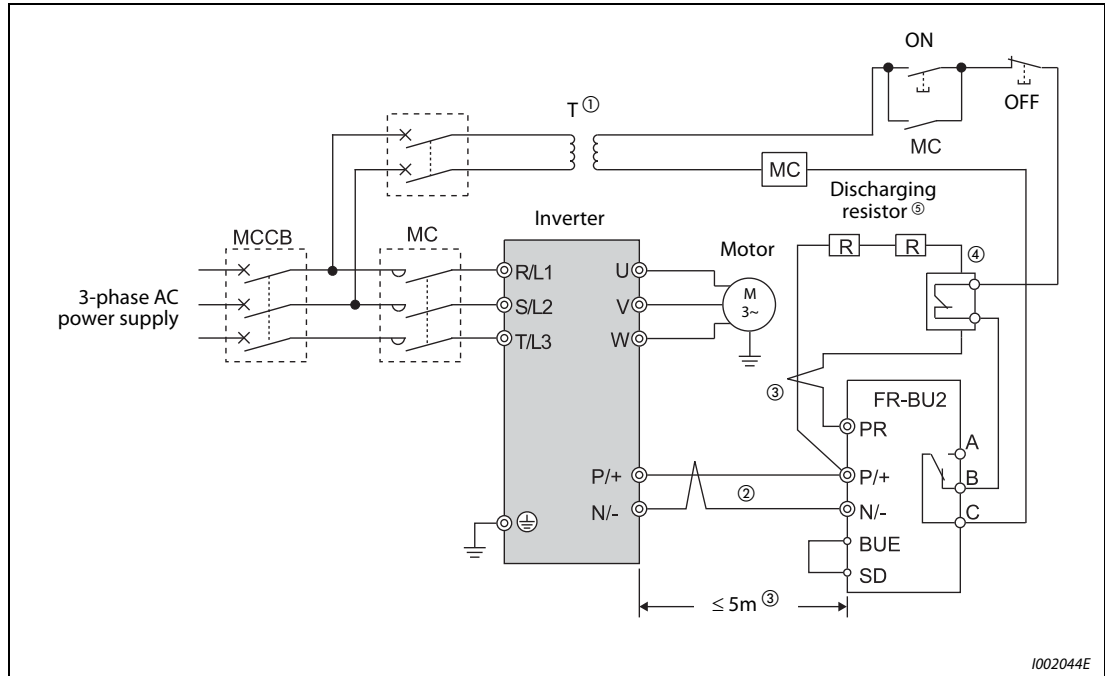 ON
OFF
T ①
MC
MC
Discharging
resistor ⑤
R
R
④
MCCB
MC
Inverter
Motor
3-phase AC
power supply
R/L1
U
S/L2
V
M
3~
T/L3
W
③
FR-BU2
PR
A
P/+
②
P/+
B
N/-
N/-
C
BUE
SD
≤ 5m ③
I002044E